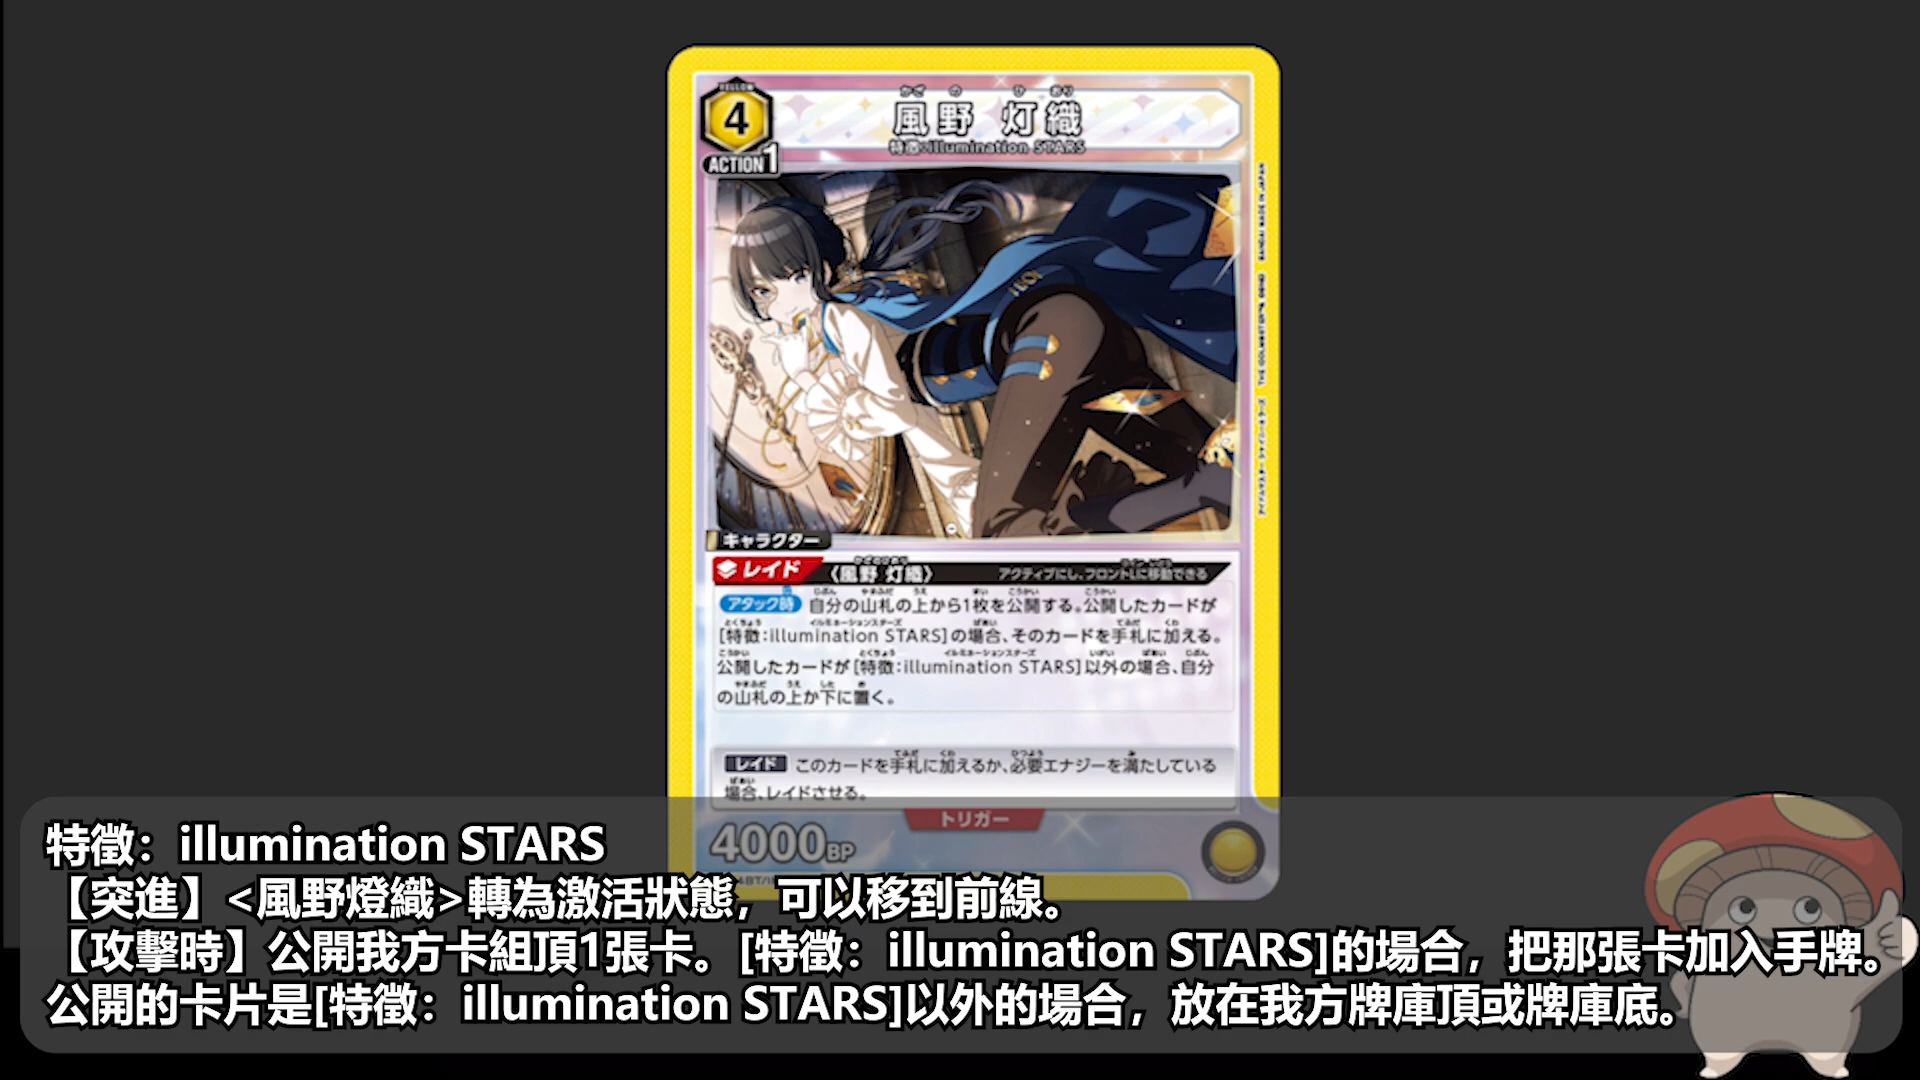 YELLOW
4
ACTION1
かざ の ひ おり
風野 灯織
特徴:illumination STARS
キャラクター
レイド 〈風野 灯織〉 アクティブにし、フロントLに移動できる
アタック時 自分の山札の上から1枚を公開する。公開したカードが
[特徴:illumination STARS]の場合、そのカードを手札に加える。
公開したカードが[特徴:illumination STARS]以外の場合、自分
の山札の上か下に置く。
レイド このカードを手札に加えるか、必要エナジーを満たしている
場合、レイドさせる。
トリガー
4000BP
特徵：illumination STARS
【突進】<風野燈織>轉為激活狀態，可以移到前線。
【攻擊時】公開我方卡組頂1張卡。[特徵：illumination STARS]的場合，把那張卡加入手牌。
公開的卡片是[特徵：illumination STARS]以外的場合，放在我方牌庫頂或牌庫底。